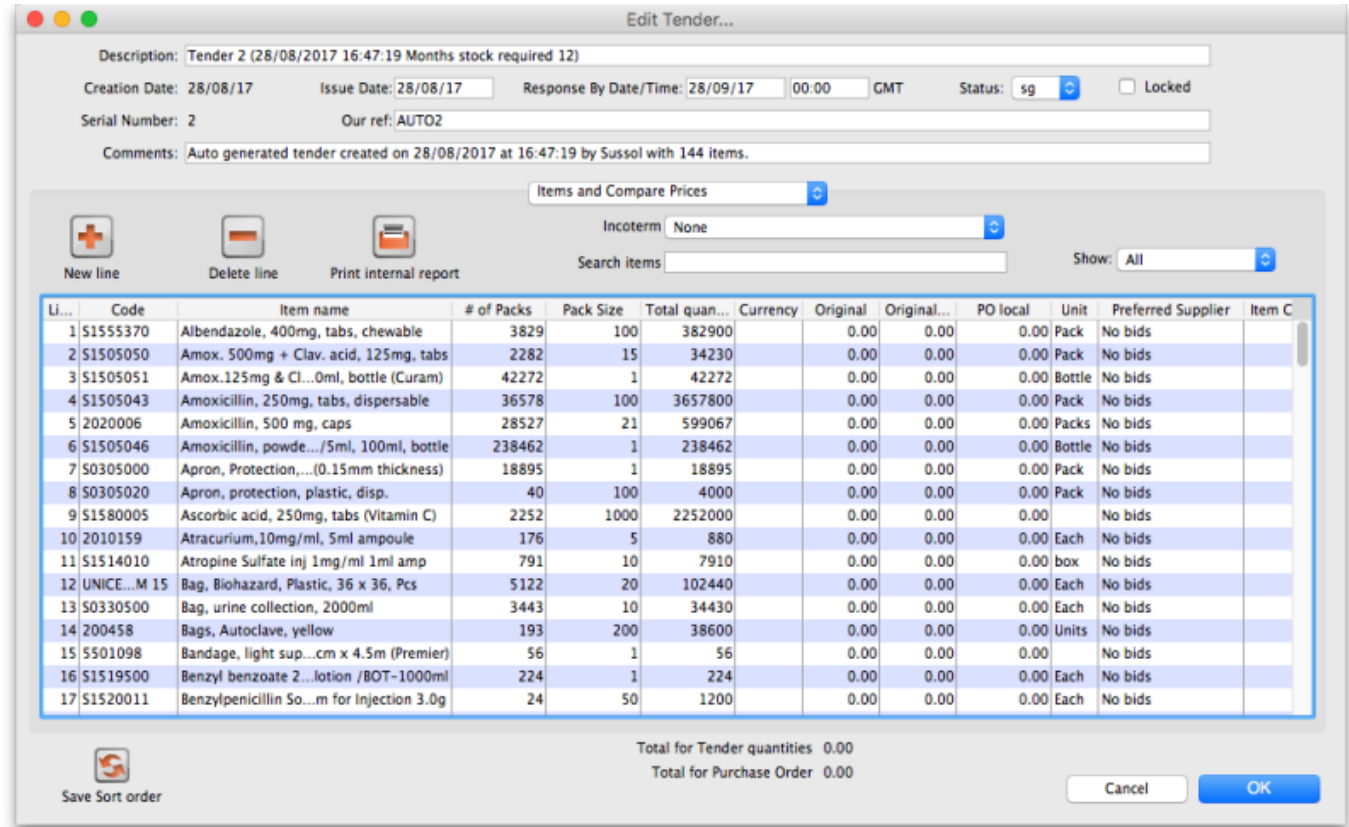 Edit Tender...
Description: Tender 2 (28/08/2017 16:47:19 Months stock required 12)
Creation Date: 28/08/17 Issue Date: 28/08/17 Response By Date/Time: 28/09/17 00:00 GMT Status: sg Locked
Serial Number: 2 Our ref: AUTO2
Comments: Auto generated tender created on 28/08/2017 at 16:47:19 by Sussol with 144 items.
Items and Compare Prices
Incoterm None
New line Delete line Print internal report Search items Show: All
Li... Code Item name # of Packs Pack Size Total quan... Currency Original Original... PO local Unit Preferred Supplier Item C
1 S1555370 Albendazole, 400mg, tabs, chewable 3829 100 382900 0.00 0.00 0.00 Pack No bids
2 S1505050 Amox. 500mg + Clav. acid, 125mg, tabs 2282 15 34230 0.00 0.00 0.00 Pack No bids
3 S1505051 Amox.125mg & Cl...0ml, bottle (Curam) 42272 1 42272 0.00 0.00 0.00 Bottle No bids
4 S1505043 Amoxicillin, 250mg, tabs, dispersable 36578 100 3657800 0.00 0.00 0.00 Pack No bids
5 2020006 Amoxicillin, 500 mg, caps 28527 21 599067 0.00 0.00 0.00 Packs No bids
6 S1505046 Amoxicillin, powde.../5ml, 100ml, bottle 238462 1 238462 0.00 0.00 0.00 Bottle No bids
7 S0305000 Apron, Protection,...(0.15mm thickness) 18895 1 18895 0.00 0.00 0.00 Pack No bids
8 S0305020 Apron, protection, plastic, disp. 40 100 4000 0.00 0.00 0.00 Pack No bids
9 S1580005 Ascorbic acid, 250mg, tabs (Vitamin C) 2252 1000 2252000 0.00 0.00 0.00 No bids
10 2010159 Atracurium,10mg/ml, 5ml ampoule 176 5 880 0.00 0.00 0.00 Each No bids
11 S1514010 Atropine Sulfate inj 1mg/ml 1ml amp 791 10 7910 0.00 0.00 0.00 box No bids
12 UNICE...M 15 Bag, Biohazard, Plastic, 36 x 36, Pcs 5122 20 102440 0.00 0.00 0.00 Each No bids
13 S0330500 Bag, urine collection, 2000ml 3443 10 34430 0.00 0.00 0.00 Each No bids
14 200458 Bags, Autoclave, yellow 193 200 38600 0.00 0.00 0.00 Units No bids
15 5501098 Bandage, light sup...cm x 4.5m (Premier) 56 1 56 0.00 0.00 0.00 No bids
16 S1519500 Benzyl benzoate 2...lotion /BOT-1000ml 224 1 224 0.00 0.00 0.00 Each No bids
17 S1520011 Benzylpenicillin So...m for Injection 3.0g 24 50 1200 0.00 0.00 0.00 Each No bids
Total for Tender quantities 0.00
Total for Purchase Order 0.00
Save Sort order Cancel OK